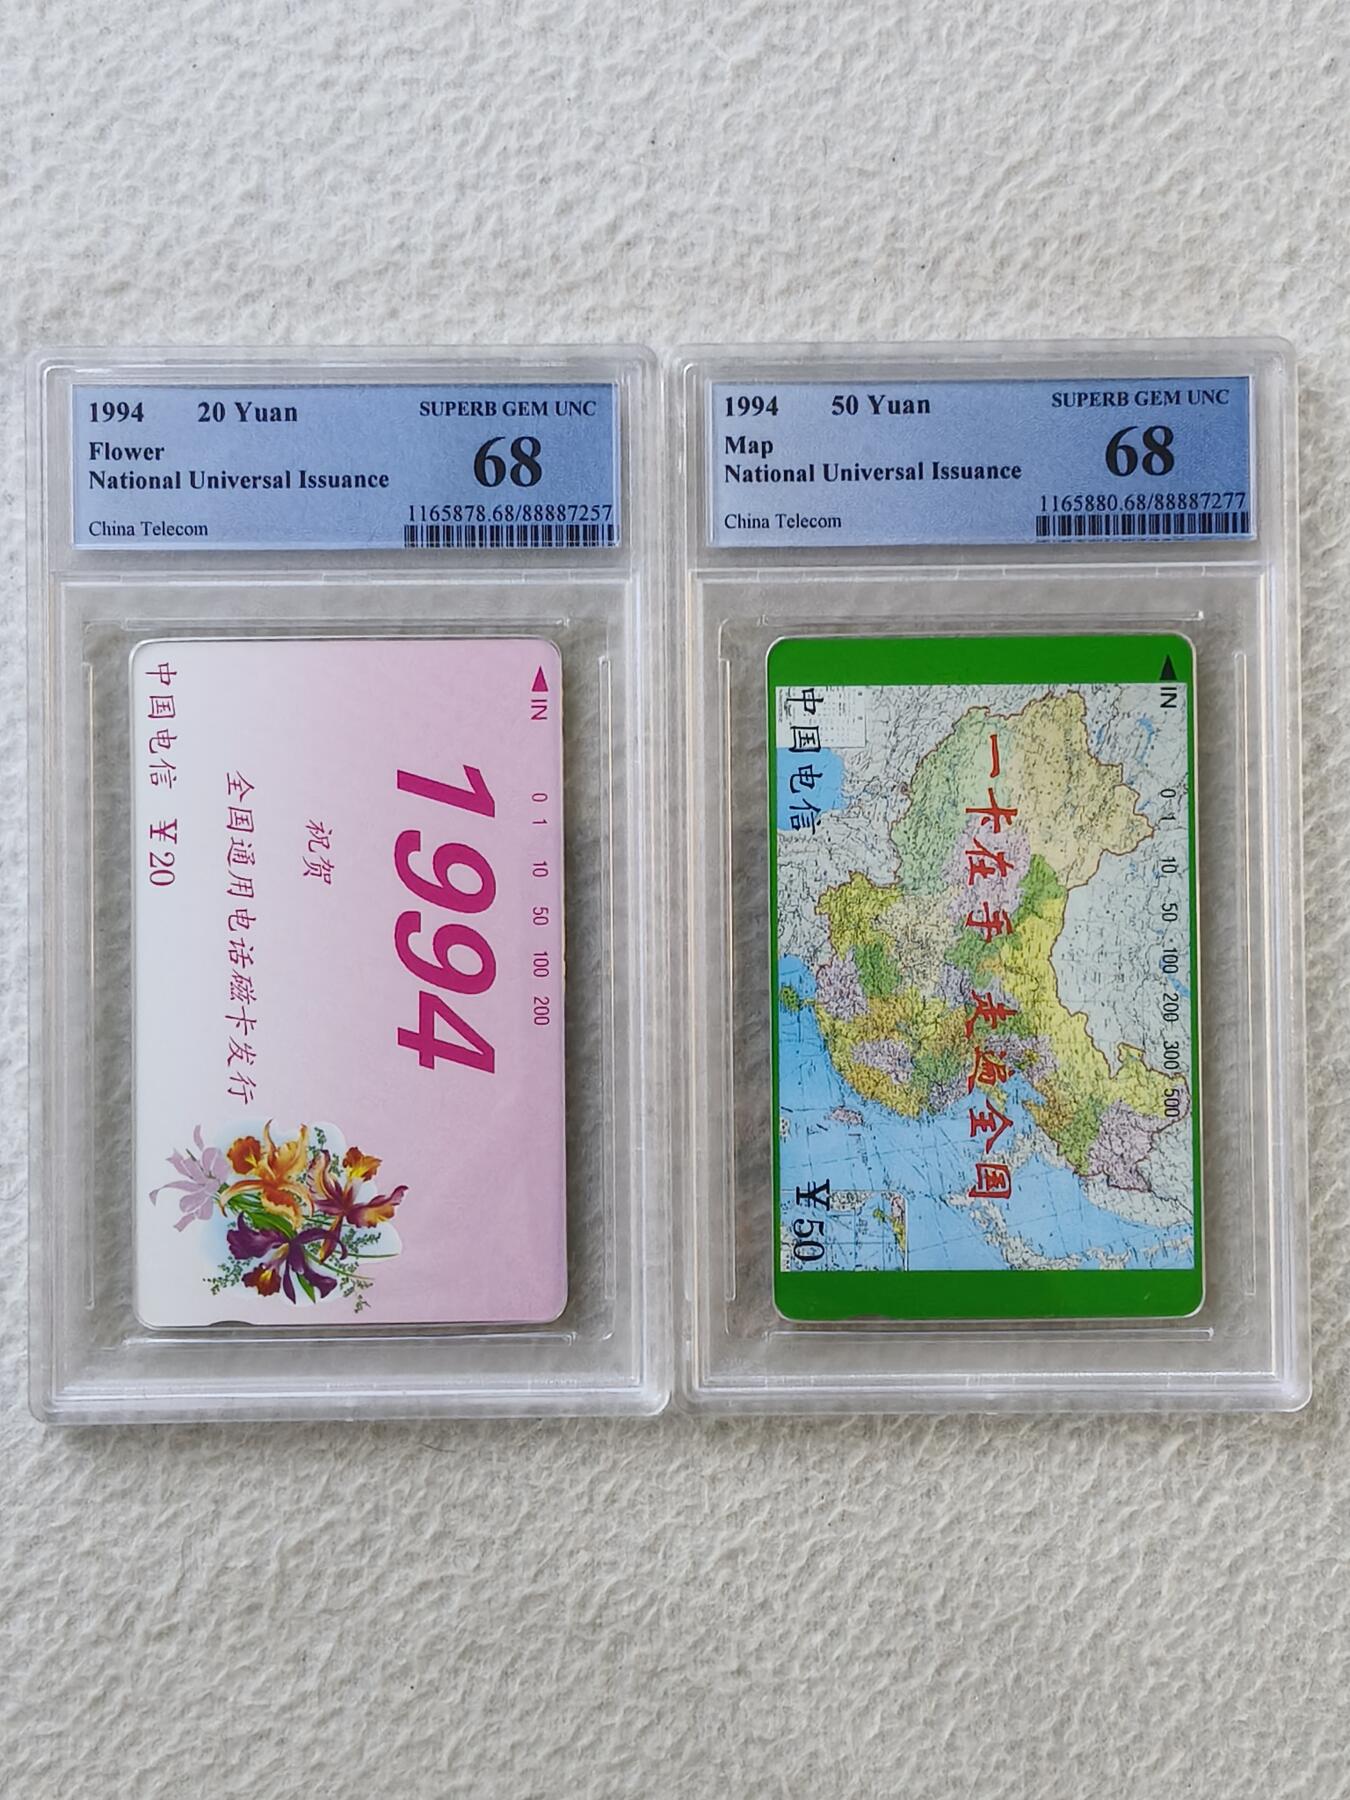 1994 20 Yuan SUPERB GEM UNC
Flower 68
National Universal Issuance
1165878.68/88887257
China Telecom
IN 0 1 10 50 100 200
1994
祝贺
全国通用电话磁卡发行
中国电信 ¥20
1994 50 Yuan SUPERB GEM UNC
Map 68
National Universal Issuance
1165880.68/88887277
China Telecom
IN 0 1 10 50 100 200 300 500
一卡在手 走遍全国
中国电信 ¥50